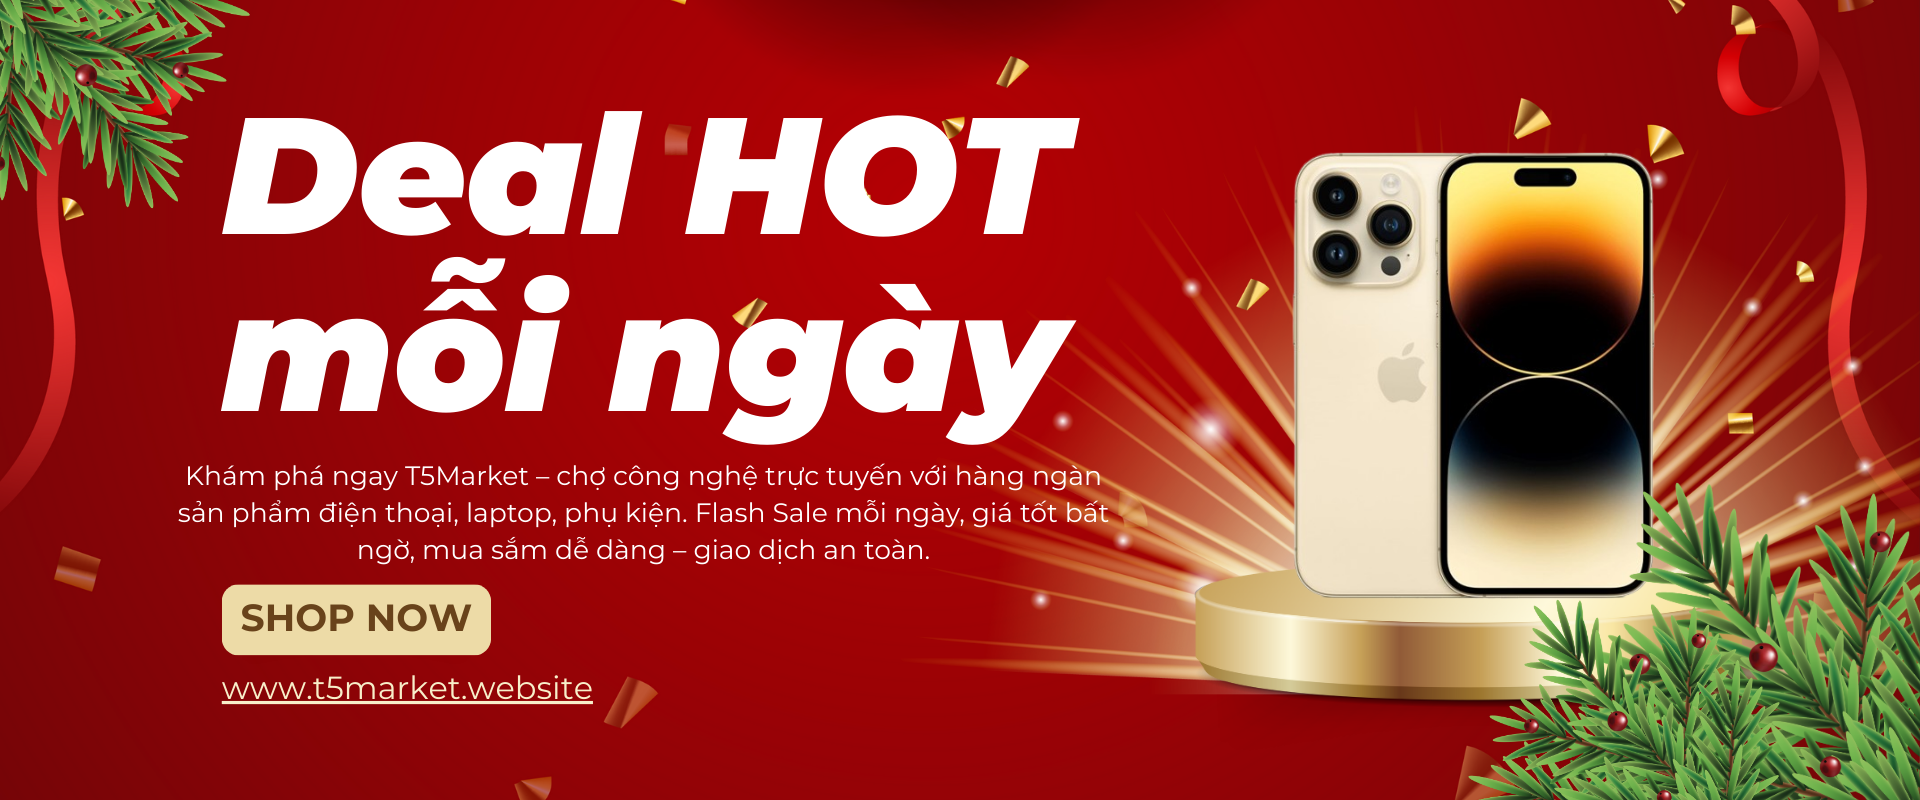 Deal HOT
mỗi ngày
Khám phá ngay T5Market – chợ công nghệ trực tuyến với hàng ngàn
sản phẩm điện thoại, laptop, phụ kiện. Flash Sale mỗi ngày, giá tốt bất
ngờ, mua sắm dễ dàng – giao dịch an toàn.
SHOP NOW
www.t5market.website